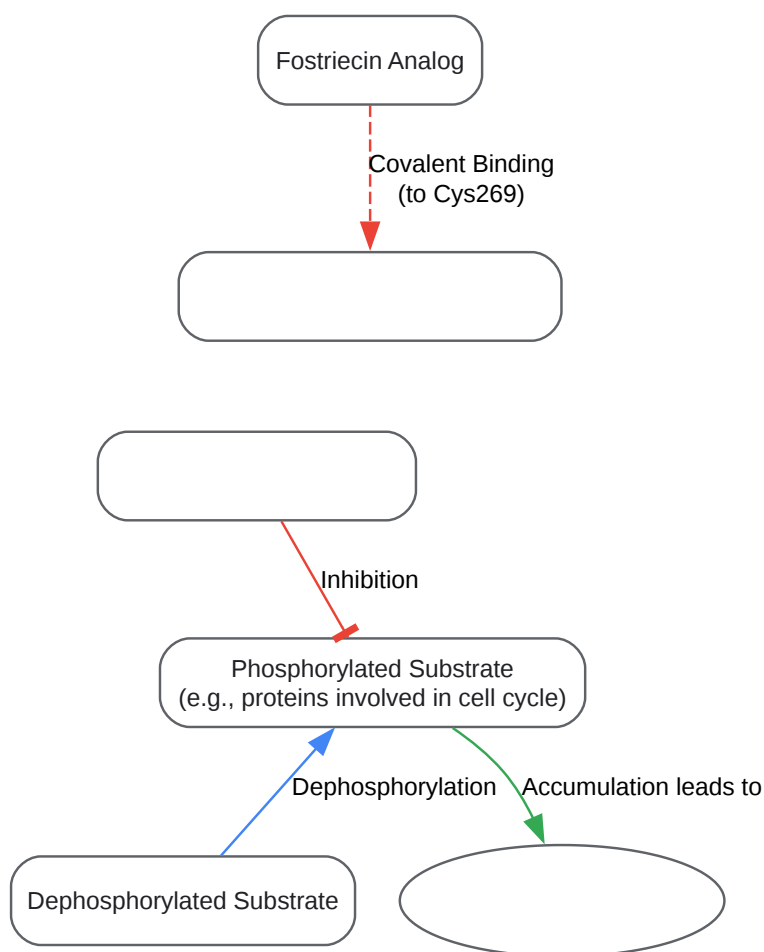 Fostriecin Analog
Covalent Binding
(to Cys269)
Inhibition
Phosphorylated Substrate
(e.g., proteins involved in cell cycle)
Dephosphorylation
Accumulation leads to
Dephosphorylated Substrate